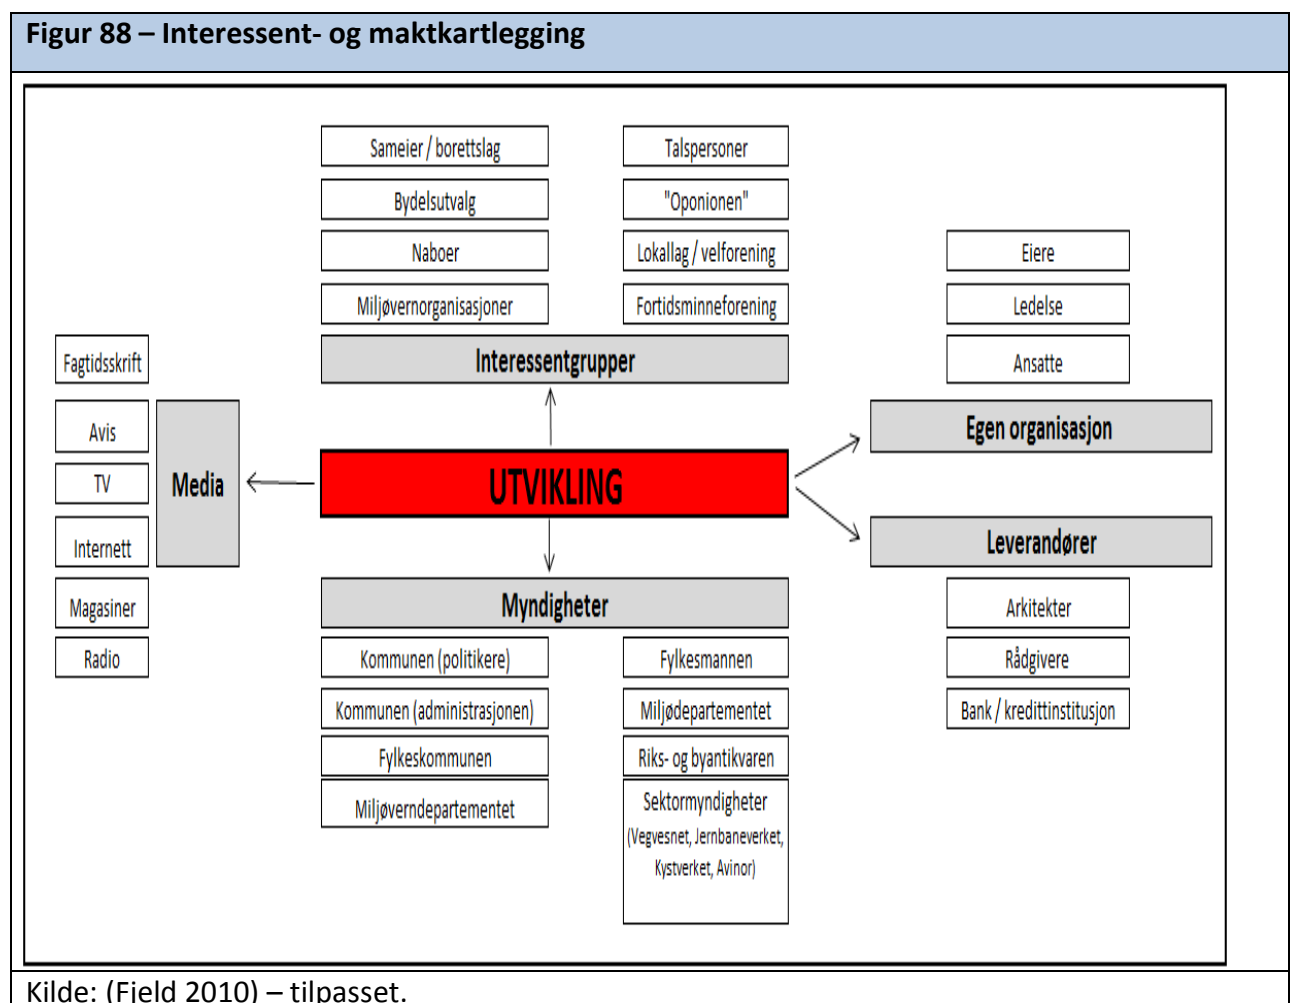 Figur 88 – Interessent- og maktkartlegging
Sameier / borettslag
Talspersoner
Bydelsutvalg
"Oponionen"
Naboer
Lokallag / velforening
Eiere
Miljøvernorganisasjoner
Fortidsminneforening
Ledelse
Fagtidsskrift
Interessentgrupper
Ansatte
Avis
Media
Egen organisasjon
TV
UTVIKLING
Internett
Leverandører
Magasiner
Myndigheter
Arkitekter
Radio
Kommunen (politikere)
Fylkesmannen
Rådgivere
Kommunen (administrasjonen)
Miljødepartementet
Bank / kredittinstitusjon
Fylkeskommunen
Riks- og byantikvaren
Miljøverndepartementet
Sektormyndigheter
(Vegvesnet, Jernbaneverket,
Kystverket, Avinor)
Kilde: (Fjeld 2010) – tilpasset.